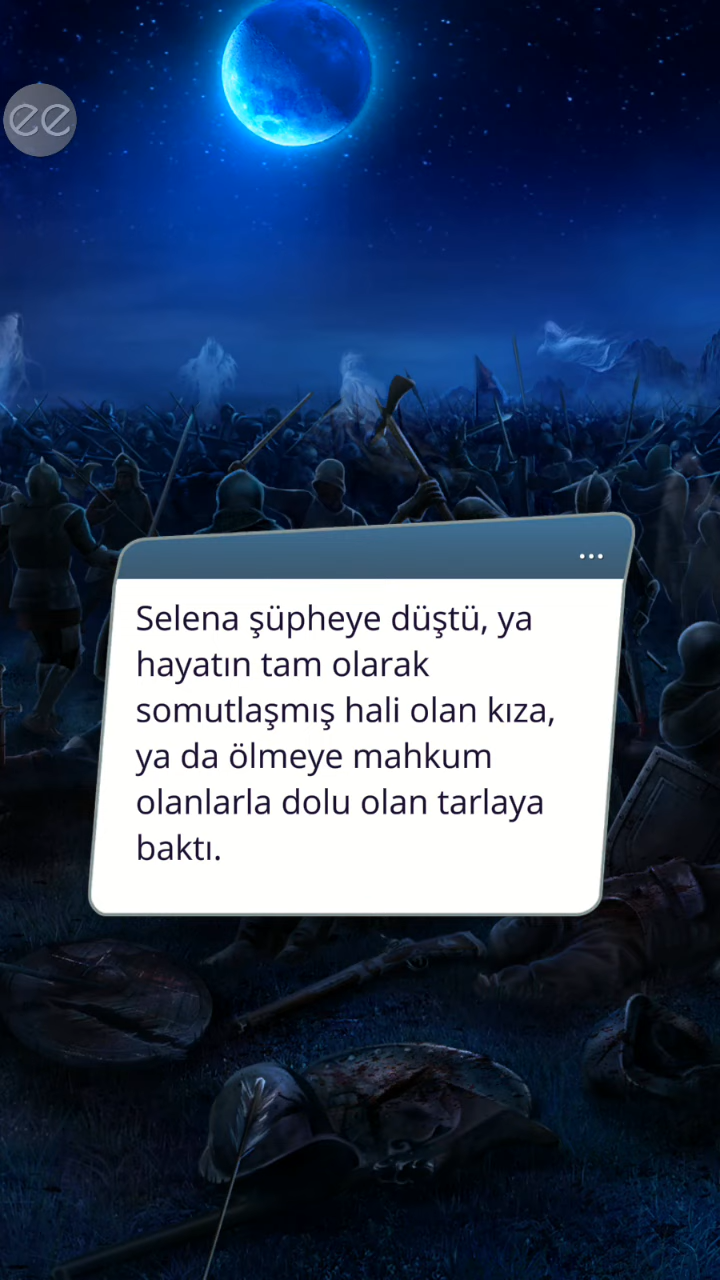 ee
...
Selena şüpheye düştü, ya
hayatın tam olarak
somutlaşmış hali olan kıza,
ya da ölmeye mahkum
olanlarla dolu olan tarlaya
baktı.